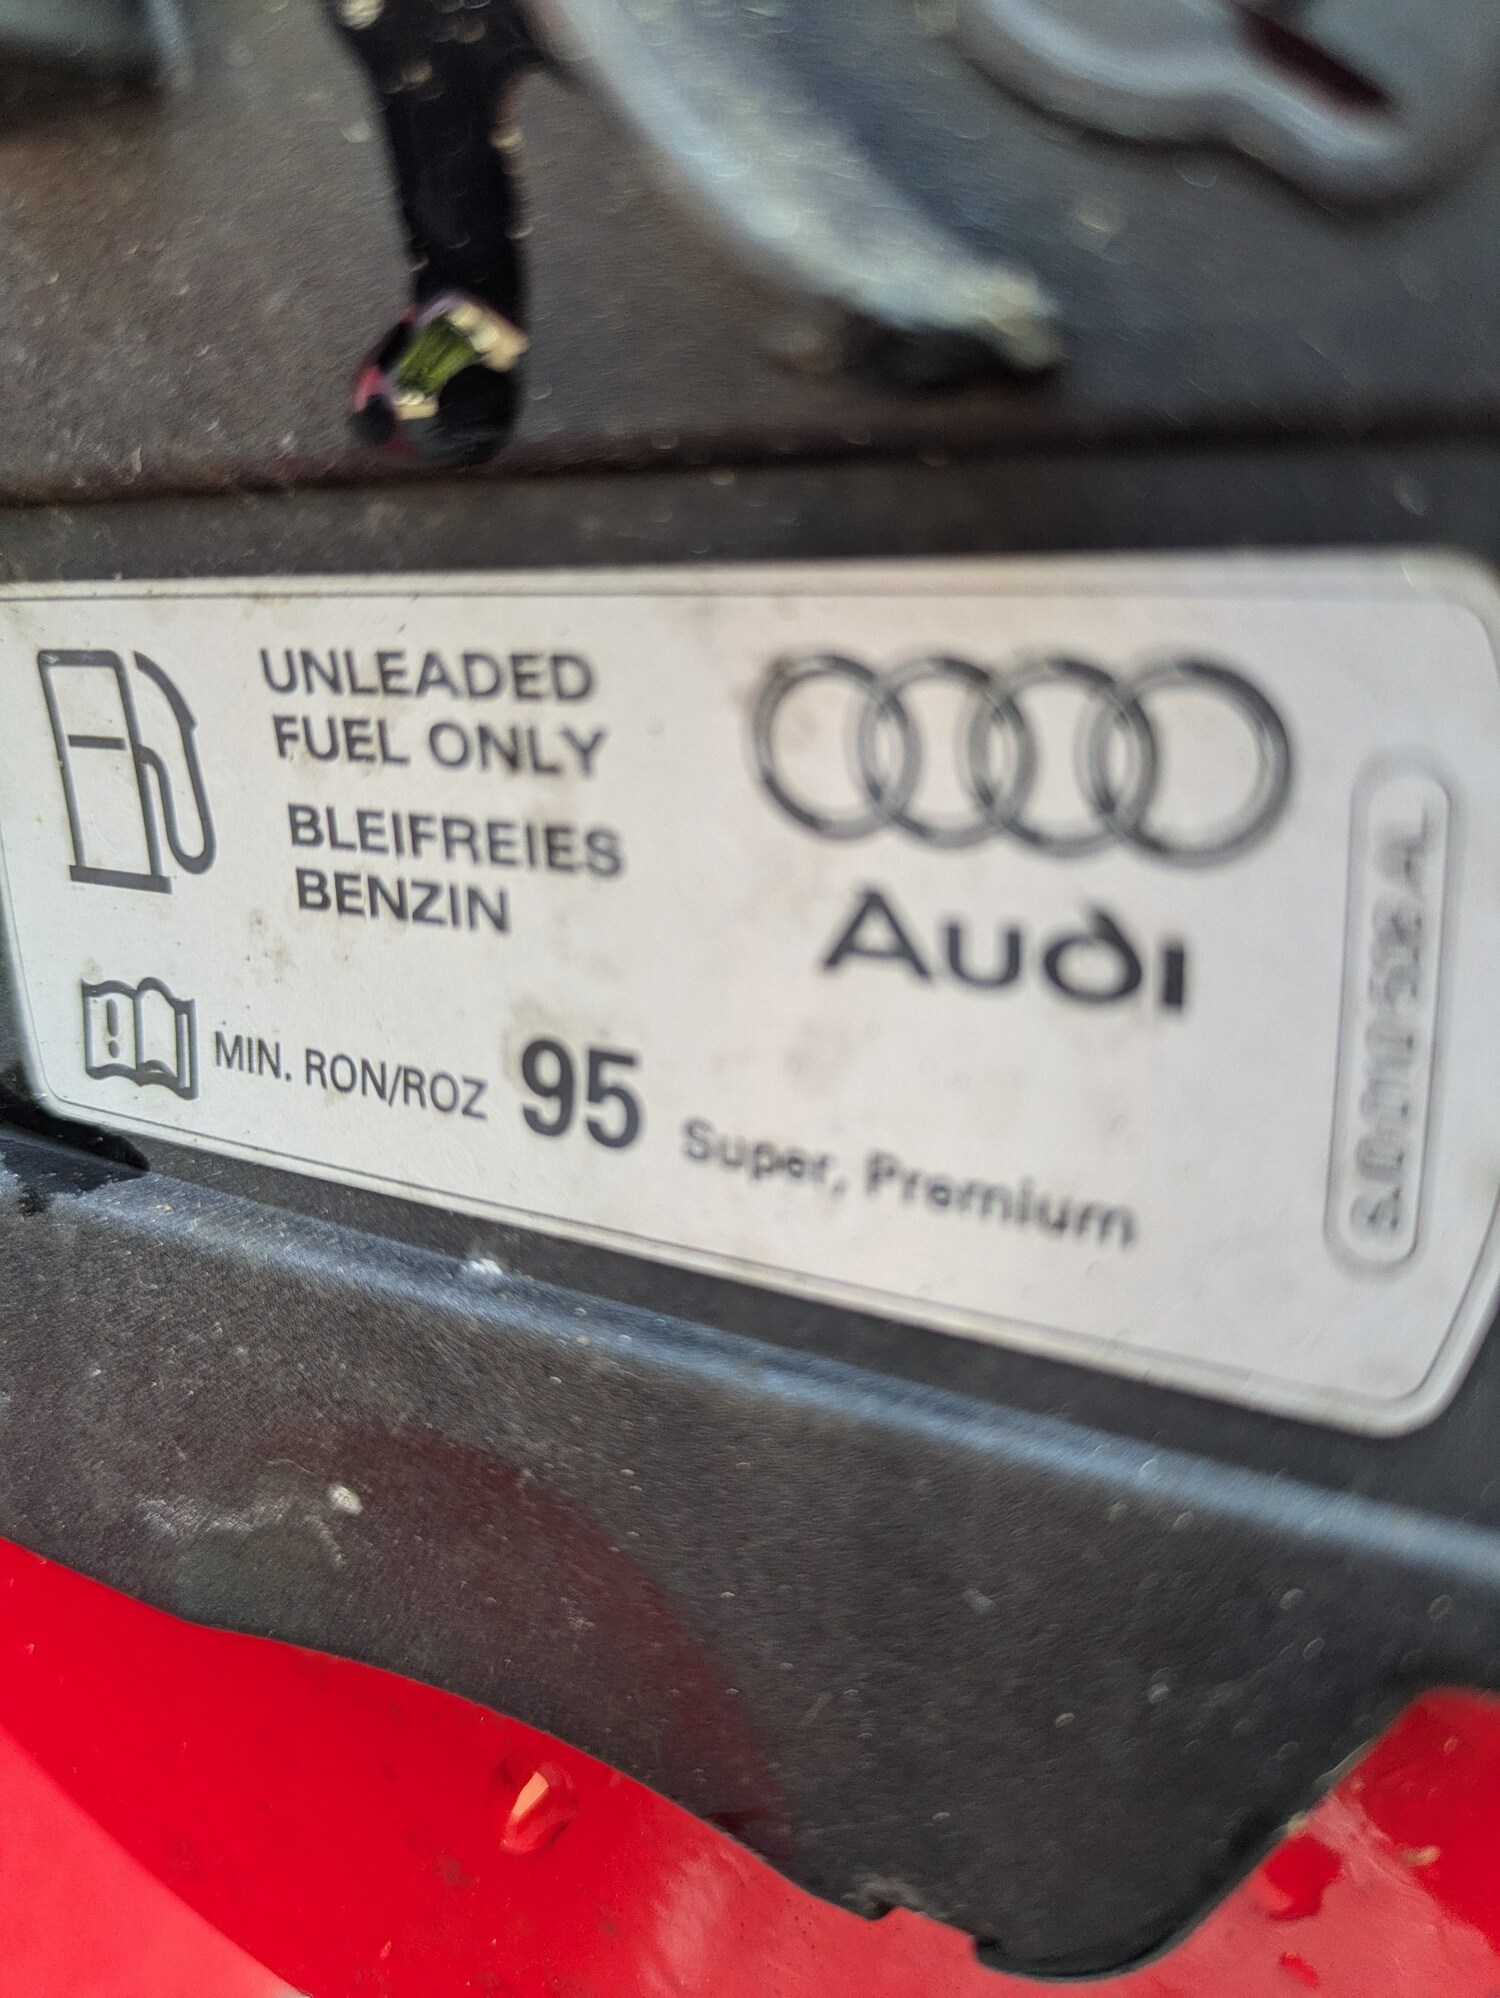 UNLEADED
FUEL ONLY
BLEIFREIES
BENZIN
MIN. RON/ROZ 95 Super, Premium
Audi